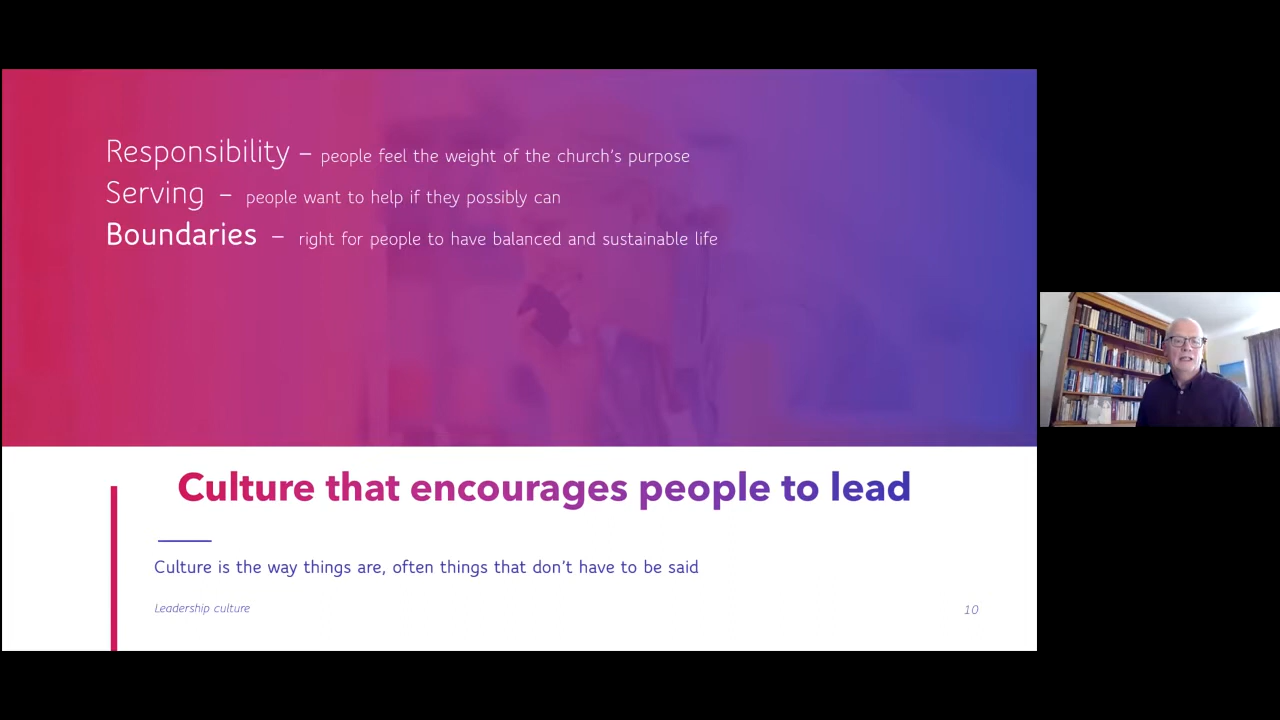 Responsibility – people feel the weight of the church's purpose
Serving – people want to help if they possibly can
Boundaries – right for people to have balanced and sustainable life
Culture that encourages people to lead
Culture is the way things are, often things that don't have to be said
Leadership culture
10